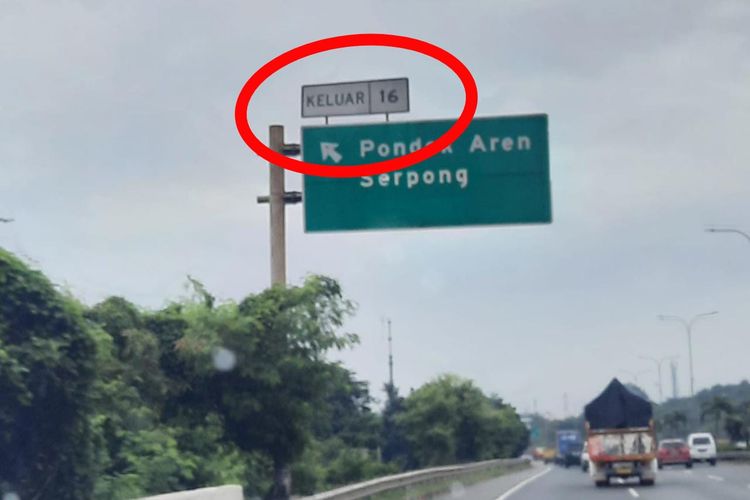 KELUAR 16
Pondok Aren
Serpong